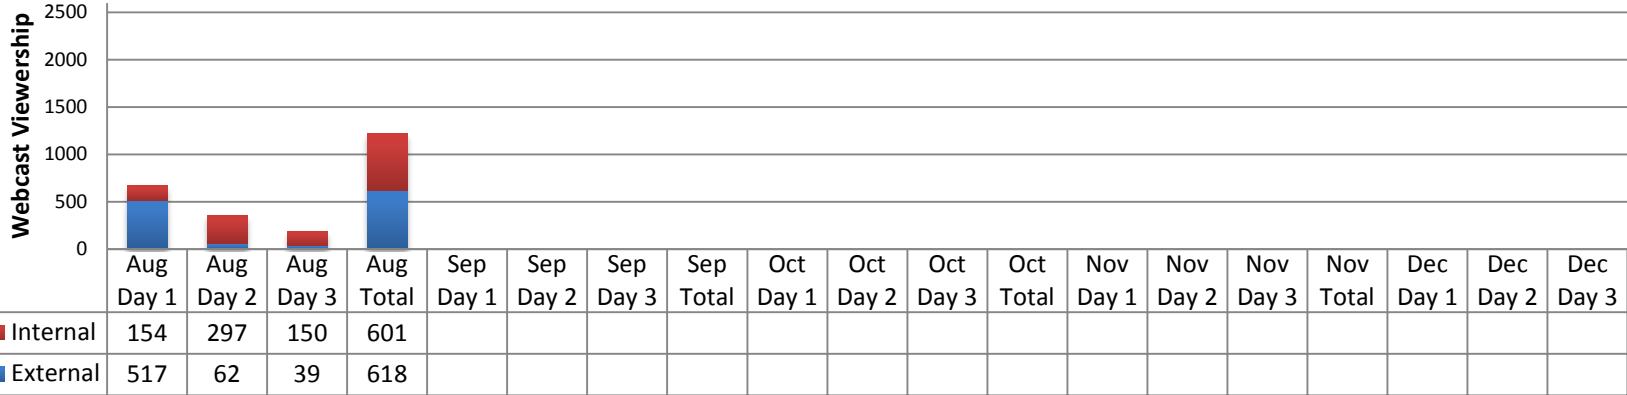 Webcast Viewership
2500
2000
1500
1000
500
0
Aug Day 1
Aug Day 2
Aug Day 3
Aug Total
Sep Day 1
Sep Day 2
Sep Day 3
Sep Total
Oct Day 1
Oct Day 2
Oct Day 3
Oct Total
Nov Day 1
Nov Day 2
Nov Day 3
Nov Total
Dec Day 1
Dec Day 2
Dec Day 3
Internal 154 297 150 601
External 517 62 39 618